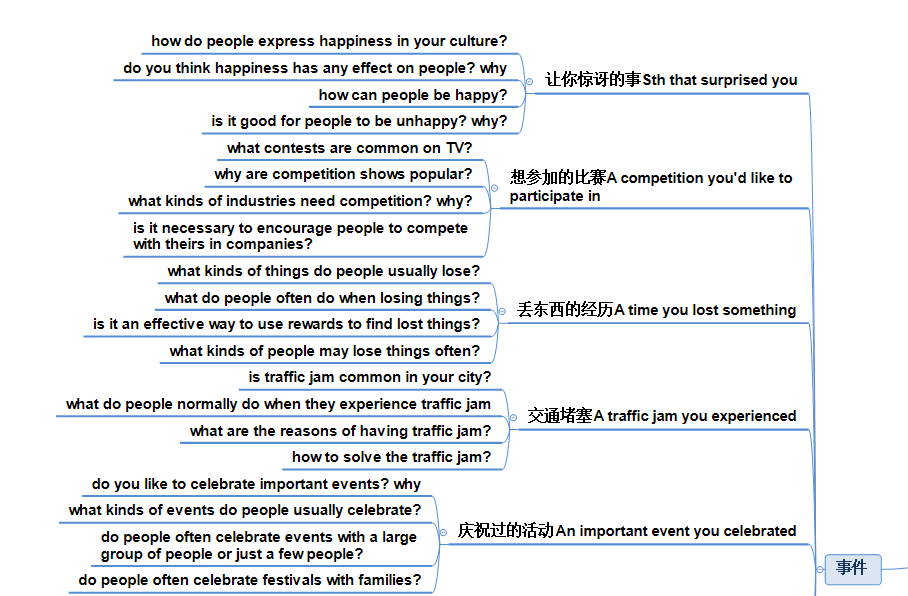 how do people express happiness in your culture?
do you think happiness has any effect on people? why
how can people be happy?
is it good for people to be unhappy? why?
让你惊讶的事Sth that surprised you
what contests are common on TV?
why are competition shows popular?
what kinds of industries need competition? why?
is it necessary to encourage people to compete
with theirs in companies?
想参加的比赛A competition you'd like to
participate in
what kinds of things do people usually lose?
what do people often do when losing things?
is it an effective way to use rewards to find lost things?
what kinds of people may lose things often?
丢东西的经历A time you lost something
is traffic jam common in your city?
what do people normally do when they experience traffic jam
what are the reasons of having traffic jam?
how to solve the traffic jam?
交通堵塞A traffic jam you experienced
do you like to celebrate important events? why
what kinds of events do people usually celebrate?
do people often celebrate events with a large
group of people or just a few people?
do people often celebrate festivals with families?
庆祝过的活动An important event you celebrated
事件